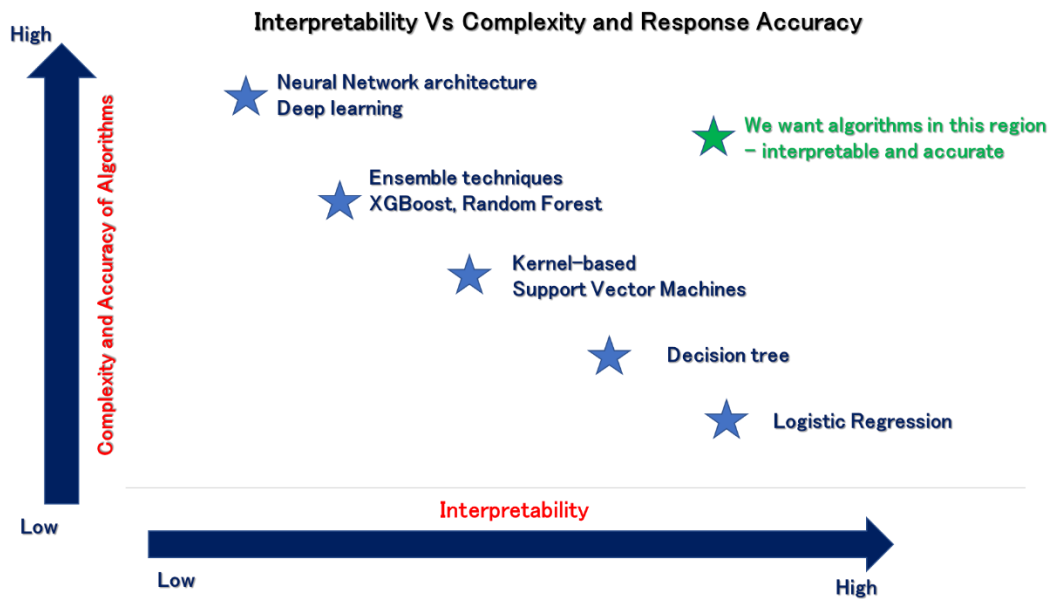 Interpretability Vs Complexity and Response Accuracy
High
Complexity and Accuracy of Algorithms
Neural Network architecture
Deep learning
We want algorithms in this region
- interpretable and accurate
Ensemble techniques
XGBoost, Random Forest
Kernel-based
Support Vector Machines
Decision tree
Logistic Regression
Low
Interpretability
Low
High